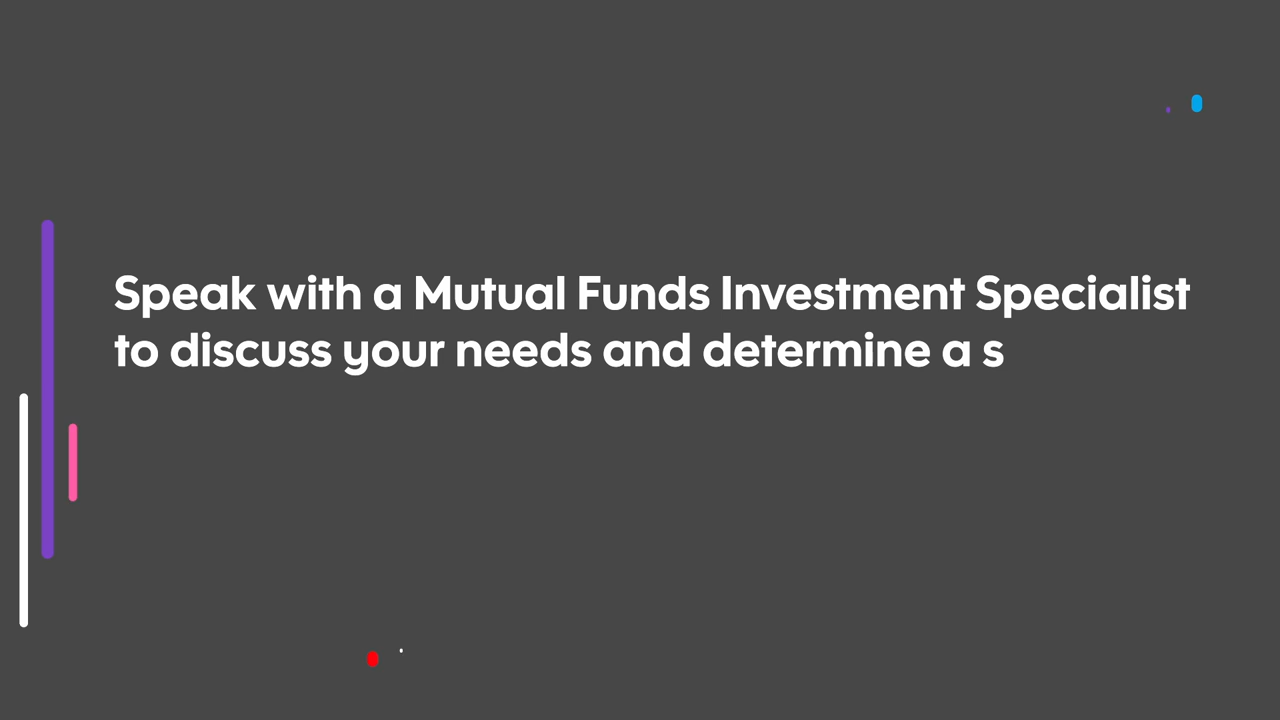 Speak with a Mutual Funds Investment Specialist
to discuss your needs and determine a s